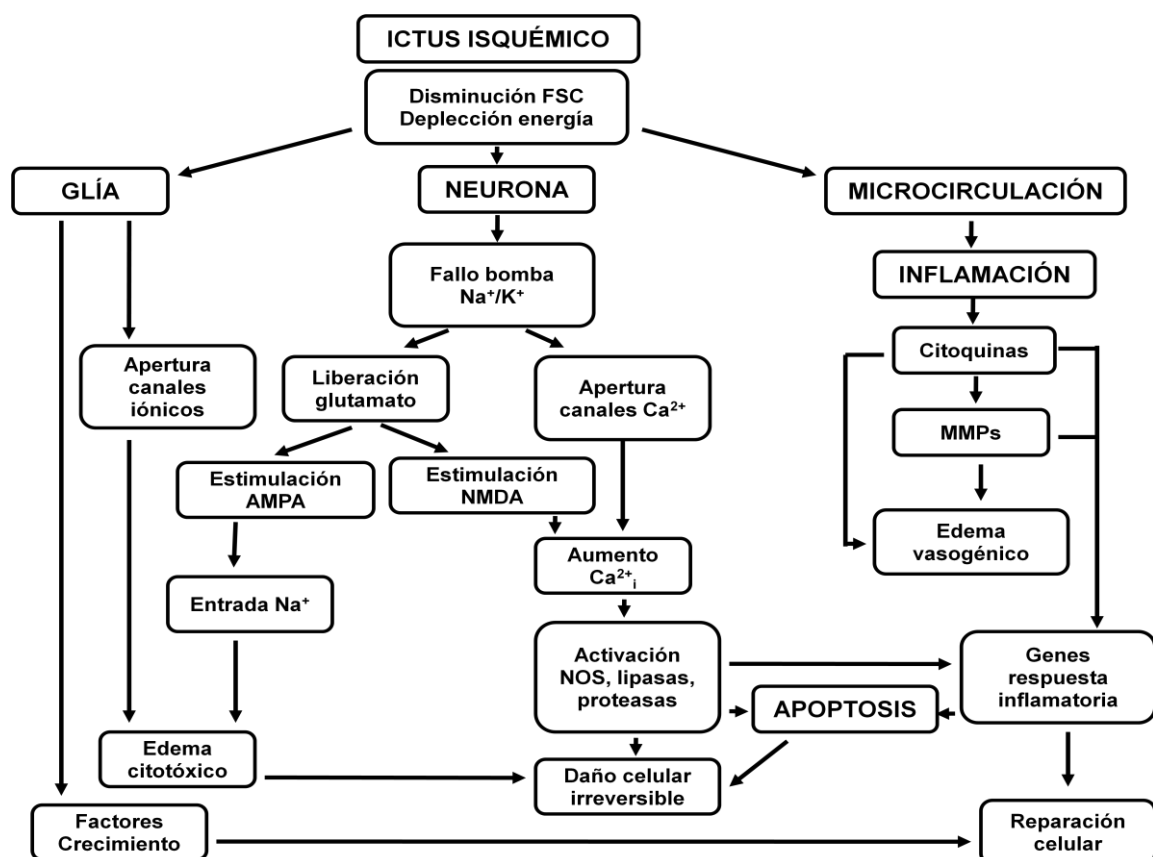 ICTUS ISQUÉMICO
Disminución FSC
Deplección energía
GLÍA
NEURONA
MICROCIRCULACIÓN
Fallo bomba
Na⁺/K⁺
INFLAMACIÓN
Apertura
canales
iónicos
Liberación
glutamato
Apertura
canales Ca²⁺
Citoquinas
MMPs
Estimulación
AMPA
Estimulación
NMDA
Edema
vasogénico
Entrada Na⁺
Aumento
Ca²⁺ᵢ
Activación
NOS, lipasas,
proteasas
APOPTOSIS
Genes
respuesta
inflamatoria
Edema
citotóxico
Daño celular
irreversible
Factores
Crecimiento
Reparación
celular